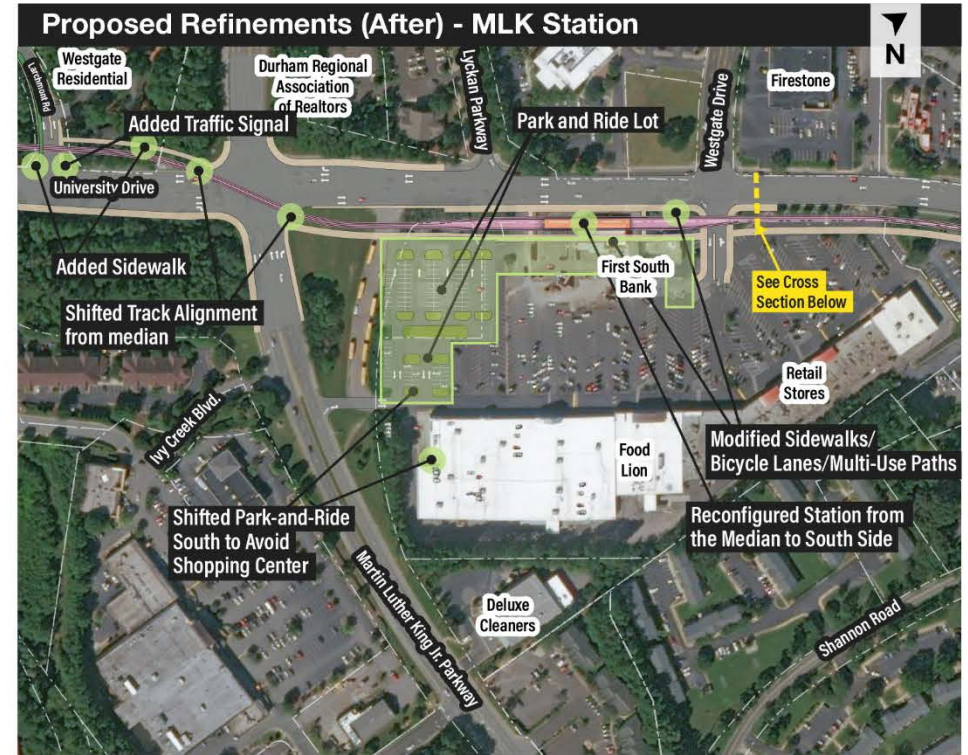 Proposed Refinements (After) - MLK Station
N
Westgate
Residential
Larchmont Rd
Durham Regional
Association
of Realtors
Lyckan Parkway
Westgate Drive
Firestone
Added Traffic Signal
Park and Ride Lot
University Drive
Added Sidewalk
Shifted Track Alignment
from median
First South
Bank
See Cross
Section Below
Retail
Stores
Ivy Creek Blvd.
Food
Lion
Modified Sidewalks/
Bicycle Lanes/Multi-Use Paths
Shifted Park-and-Ride
South to Avoid
Shopping Center
Reconfigured Station from
the Median to South Side
Martin Luther King Jr. Parkway
Deluxe
Cleaners
Shannon Road